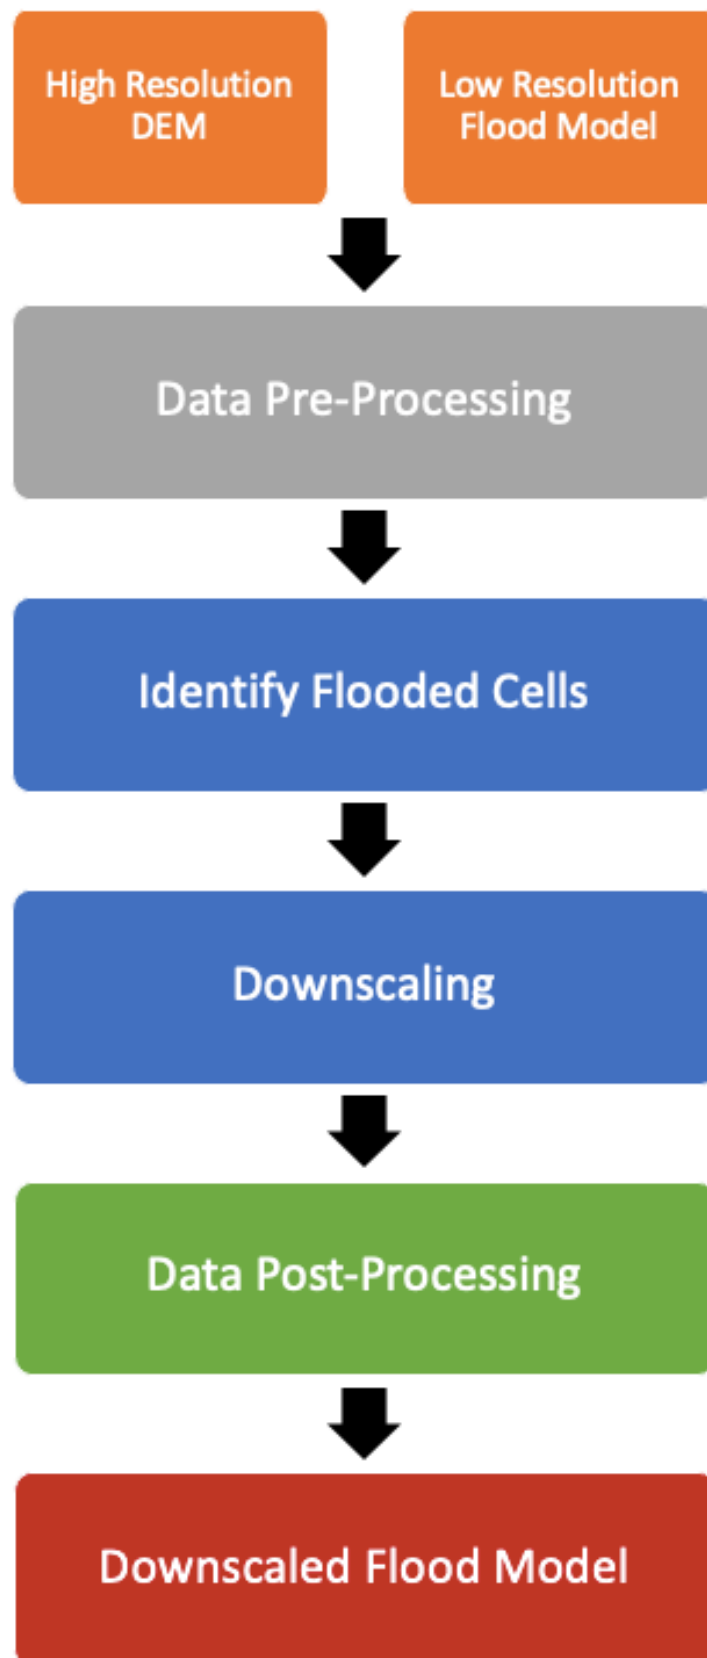 High Resolution
DEM
Low Resolution
Flood Model
Data Pre-Processing
Identify Flooded Cells
Downscaling
Data Post-Processing
Downscaled Flood Model